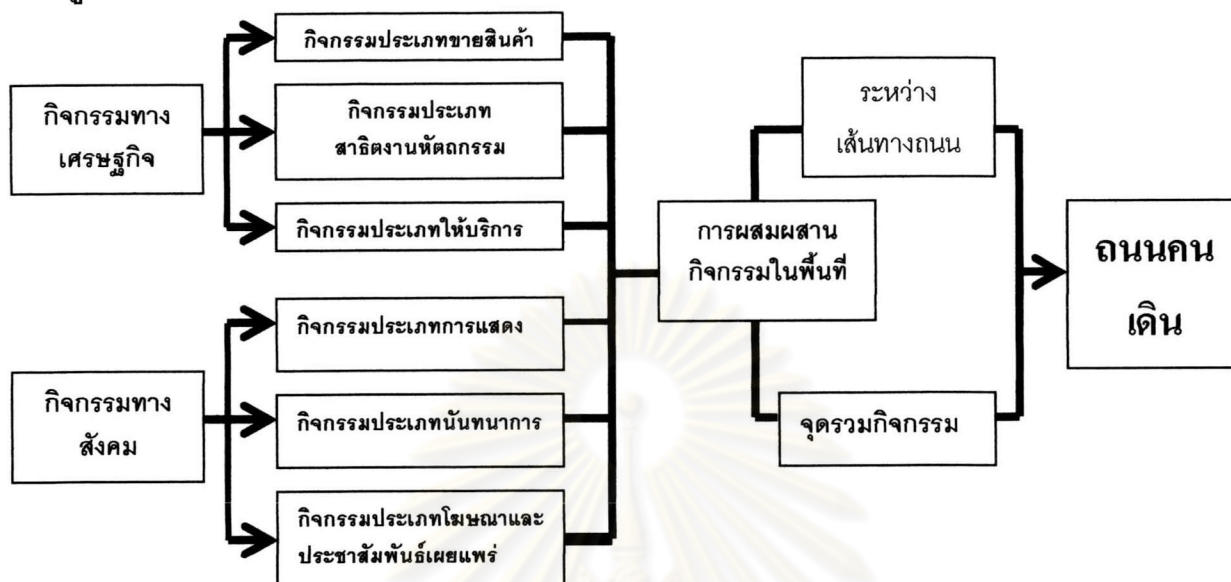 กิจกรรมทาง
เศรษฐกิจ
กิจกรรมประเภทขายสินค้า
กิจกรรมประเภท
สาธิตงานหัตถกรรม
กิจกรรมประเภทให้บริการ
กิจกรรมทาง
สังคม
กิจกรรมประเภทการแสดง
กิจกรรมประเภทนันทนาการ
กิจกรรมประเภทโฆษณาและ
ประชาสัมพันธ์เผยแพร่
การผสมผสาน
กิจกรรมในพื้นที่
ระหว่าง
เส้นทางถนน
จุดรวมกิจกรรม
ถนนคน
เดิน